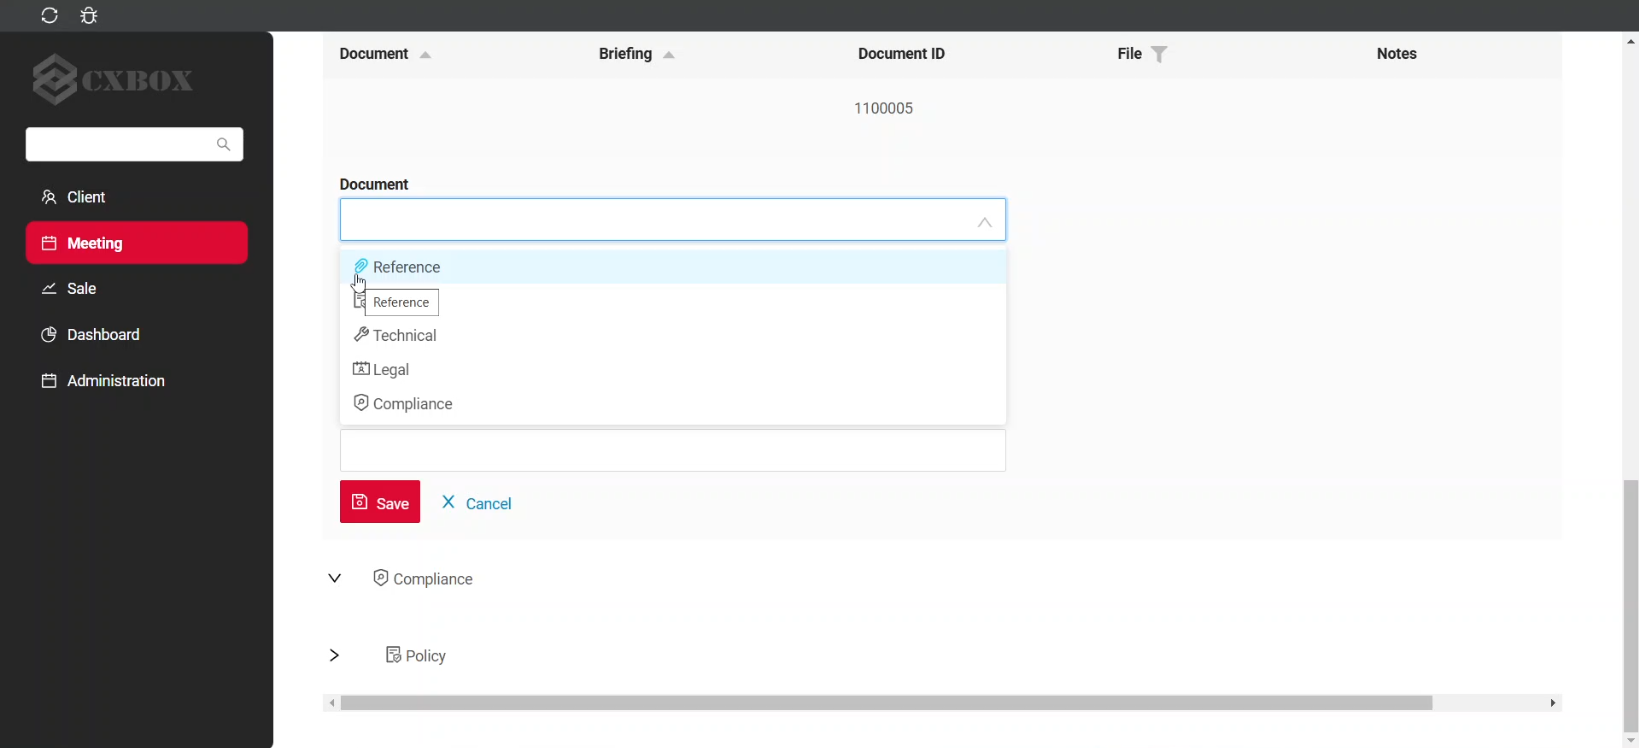 CXBOX
Client
Meeting
Sale
Dashboard
Administration
Document Briefing Document ID File Notes
1100005
Document
Reference
Reference
Technical
Legal
Compliance
Save Cancel
Compliance
Policy